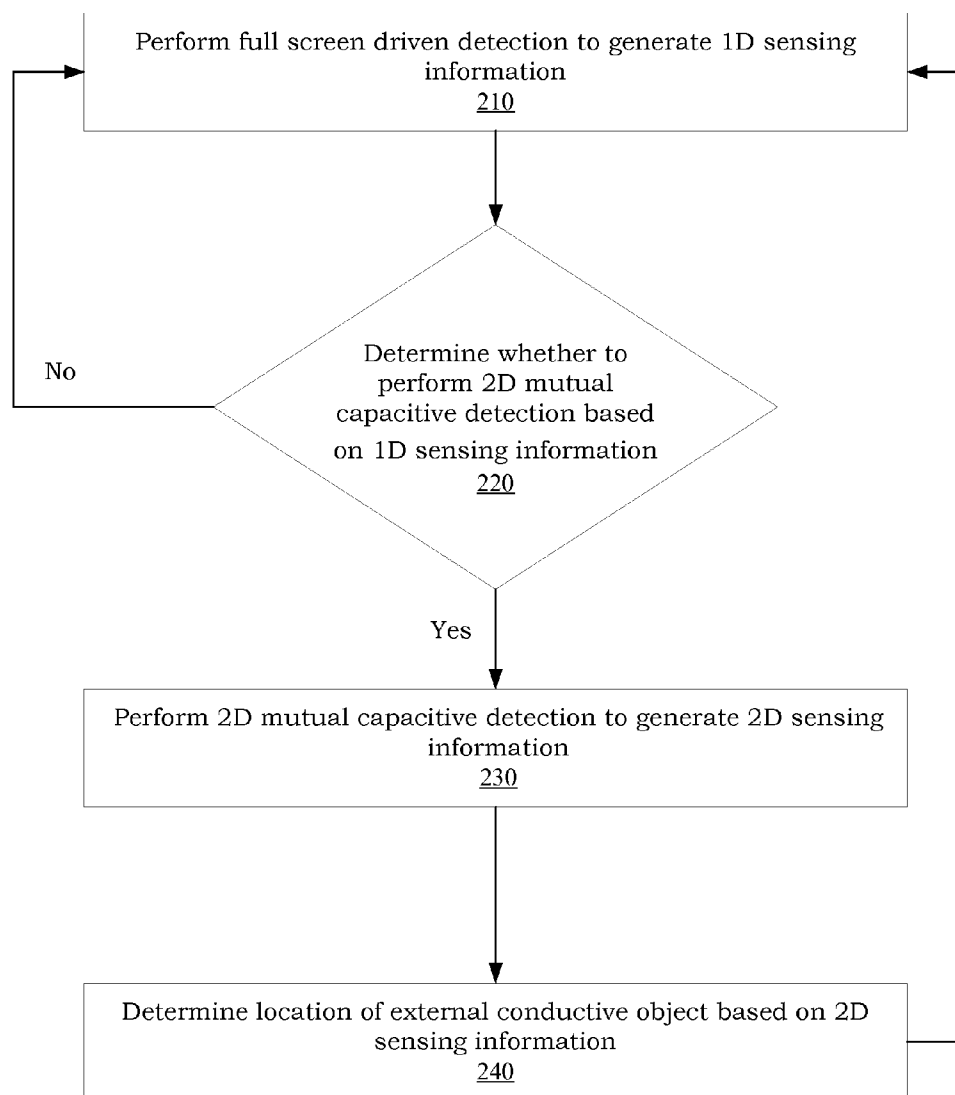 Perform full screen driven detection to generate 1D sensing
information
210
No
Determine whether to
perform 2D mutual
capacitive detection based
on 1D sensing information
220
Yes
Perform 2D mutual capacitive detection to generate 2D sensing
information
230
Determine location of external conductive object based on 2D
sensing information
240